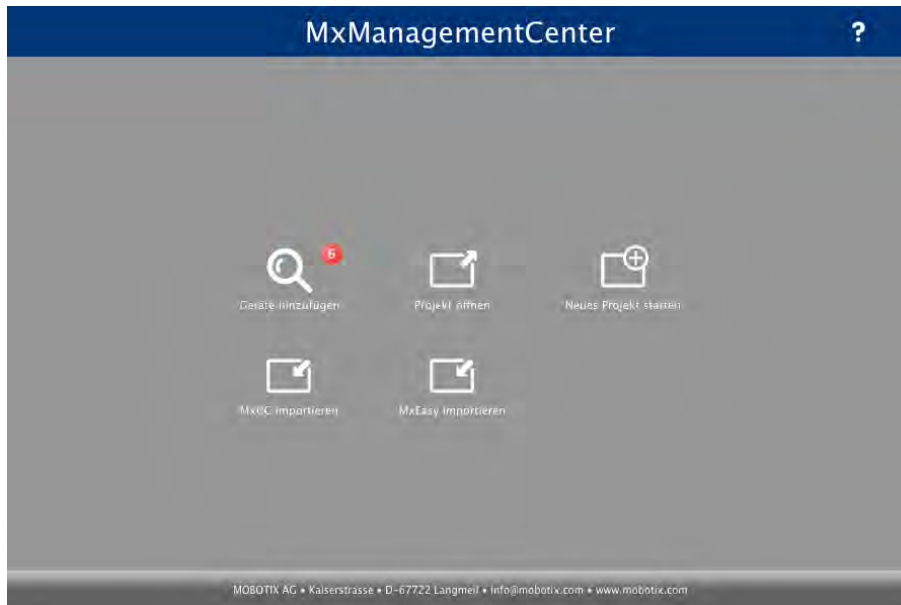 MxManagementCenter ?
6
Geräte hinzufügen Projekt öffnen Neues Projekt starten
MxCC importieren MxEasy importieren
MOBOTIX AG • Kaiserstrasse • D-67722 Langmeil • info@mobotix.com • www.mobotix.com